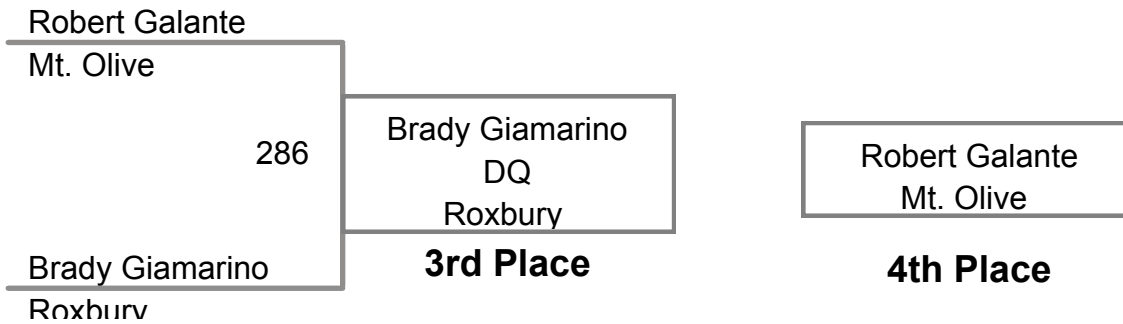 Robert Galante
Mt. Olive
286
Brady Giamarino
Roxbury
Brady Giamarino
DQ
Roxbury
3rd Place
Robert Galante
Mt. Olive
4th Place